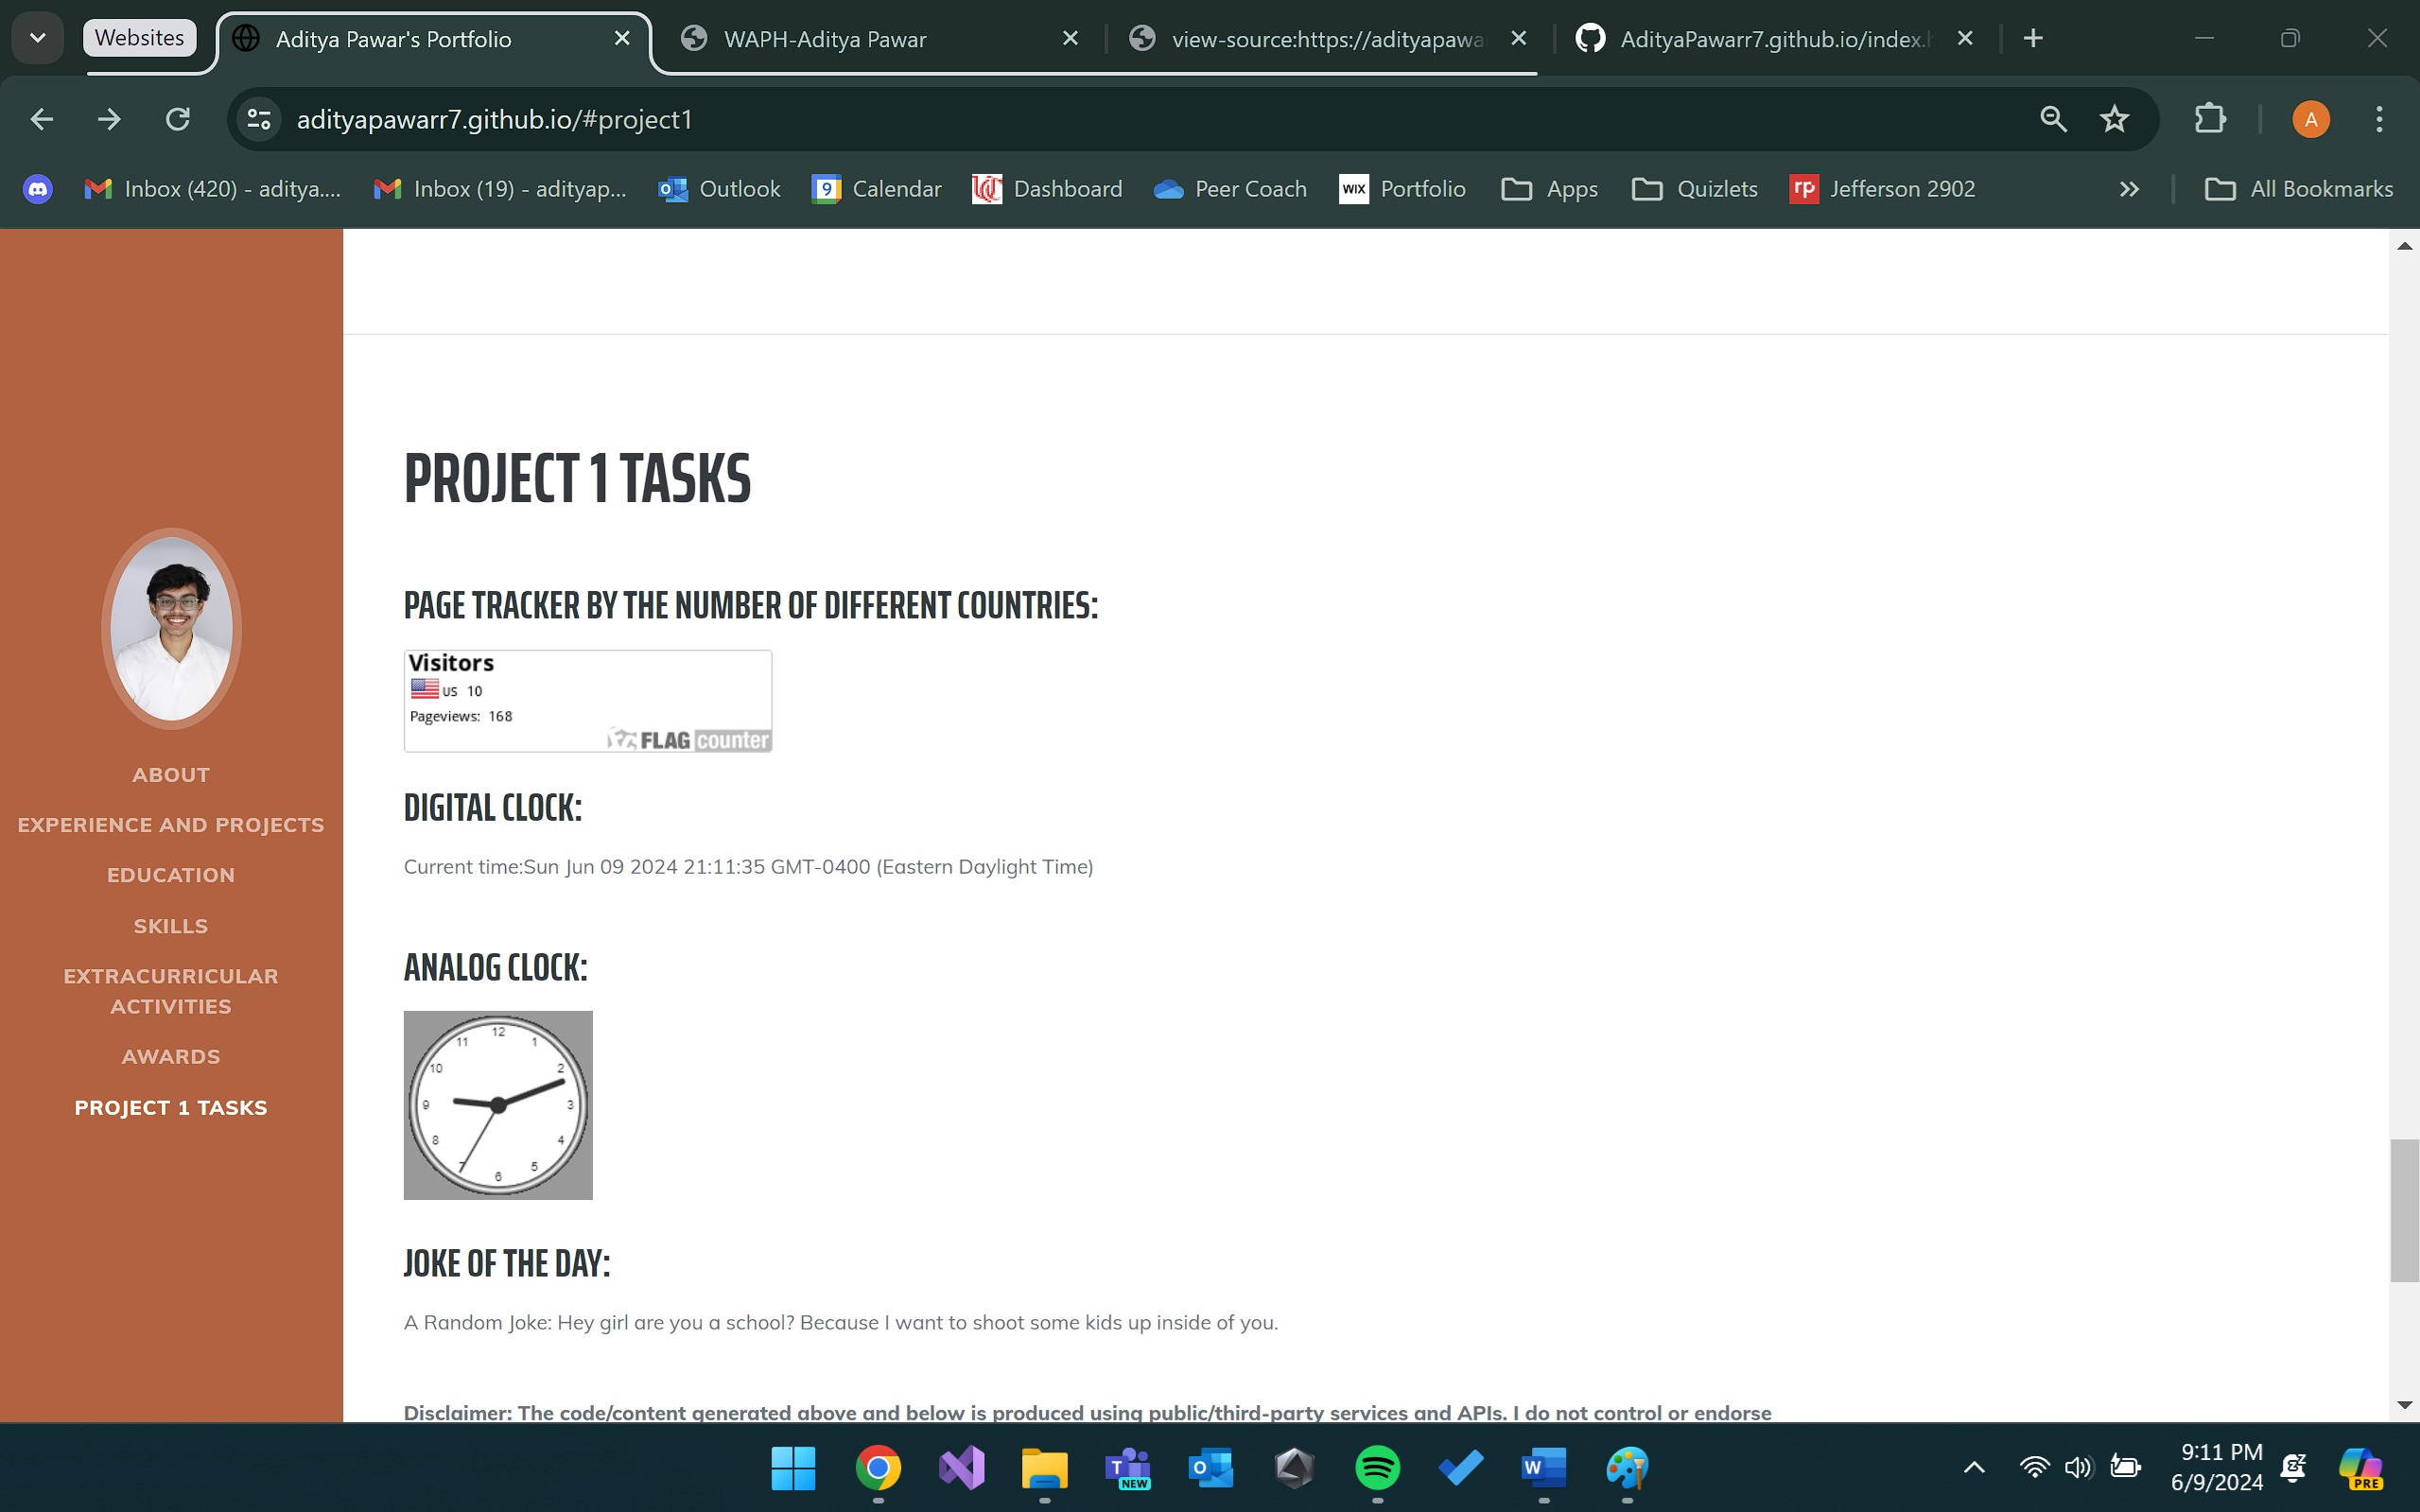 Websites
Aditya Pawar's Portfolio
WAPH-Aditya Pawar
view-source:https://adityapawa
AdityaPawarr7.github.io/index.h
adityapawarr7.github.io/#project1
A
Inbox (420) - aditya....
Inbox (19) - adityap...
Outlook
9
Calendar
Dashboard
Peer Coach
WIX
Portfolio
Apps
Quizlets
rp
Jefferson 2902
All Bookmarks
ABOUT
EXPERIENCE AND PROJECTS
EDUCATION
SKILLS
EXTRACURRICULAR
ACTIVITIES
AWARDS
PROJECT 1 TASKS
PROJECT 1 TASKS
PAGE TRACKER BY THE NUMBER OF DIFFERENT COUNTRIES:
Visitors
US 10
Pageviews: 168
FLAG counter
DIGITAL CLOCK:
Current time:Sun Jun 09 2024 21:11:35 GMT-0400 (Eastern Daylight Time)
ANALOG CLOCK:
12
11 1
10 2
9 3
8 4
7 5
6
JOKE OF THE DAY:
A Random Joke: Hey girl are you a school? Because I want to shoot some kids up inside of you.
Disclaimer: The code/content generated above and below is produced using public/third-party services and APIs. I do not control or endorse
T
NEW
O
W
9:11 PM
6/9/2024
PRE